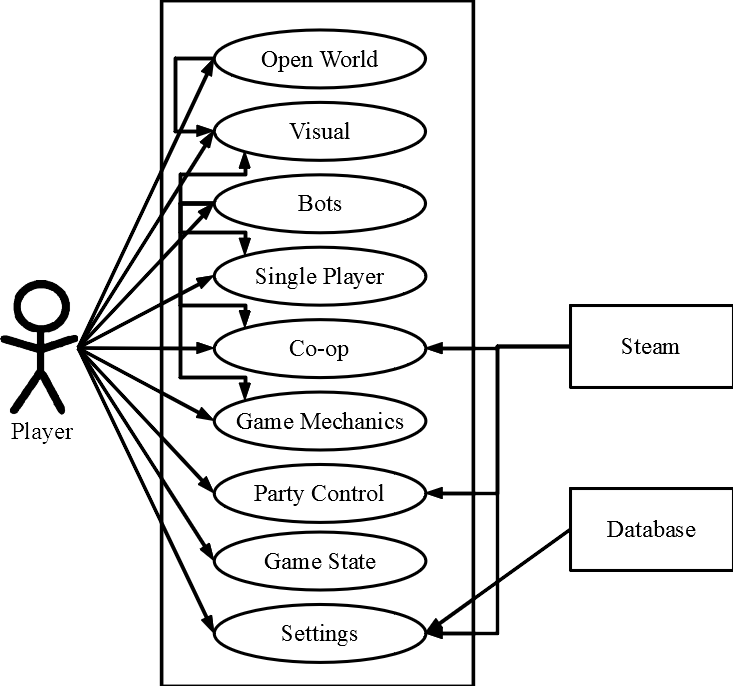 Open World
Visual
Bots
Single Player
Co-op
Steam
Game Mechanics
Player
Party Control
Database
Game State
Settings